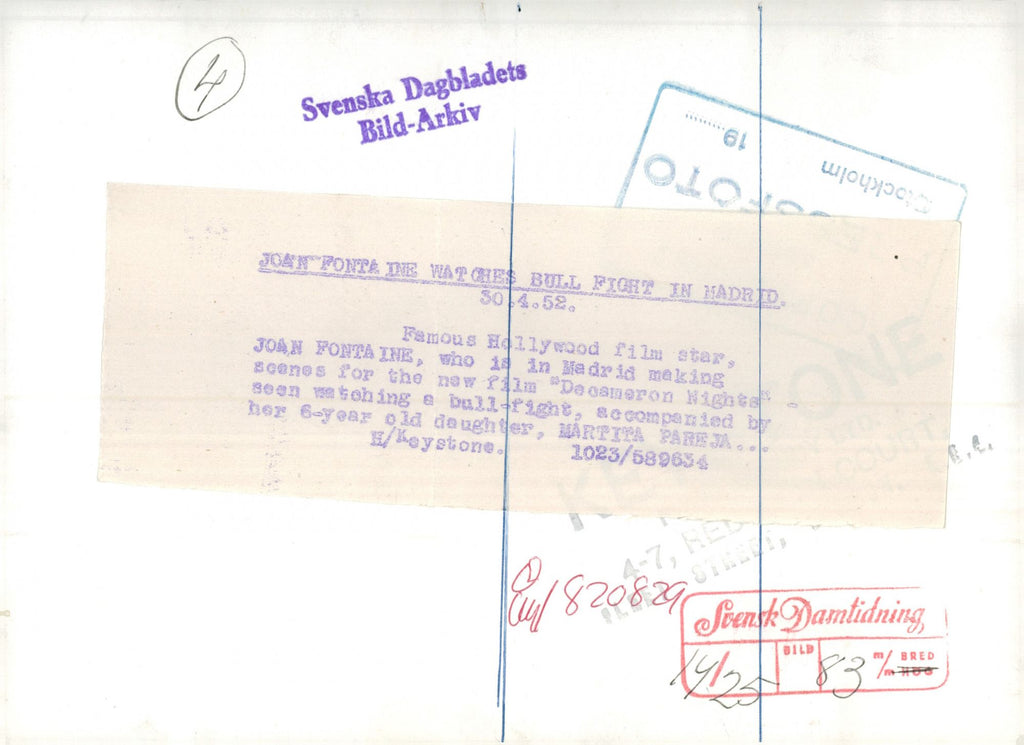 4
Svenska Dagbladets
Bild-Arkiv
19
Stockholm
JOAN FONTAINE WATCHES BULL FIGHT IN MADRID.
30.4.52.
Famous Hollywood film star,
JOAN FONTAINE, who is in Madrid making
scenes for the new film "Decameron Nights" -
seen watching a bull-fight, accompanied by
her 6-year old daughter, MARTITA PAREJA...
H/Keystone. 1023/589634
E.C.
4-7, RED
STREET,
820829
Svensk Damtidning
14/25 BILD 83 m/m BRED
HÖG